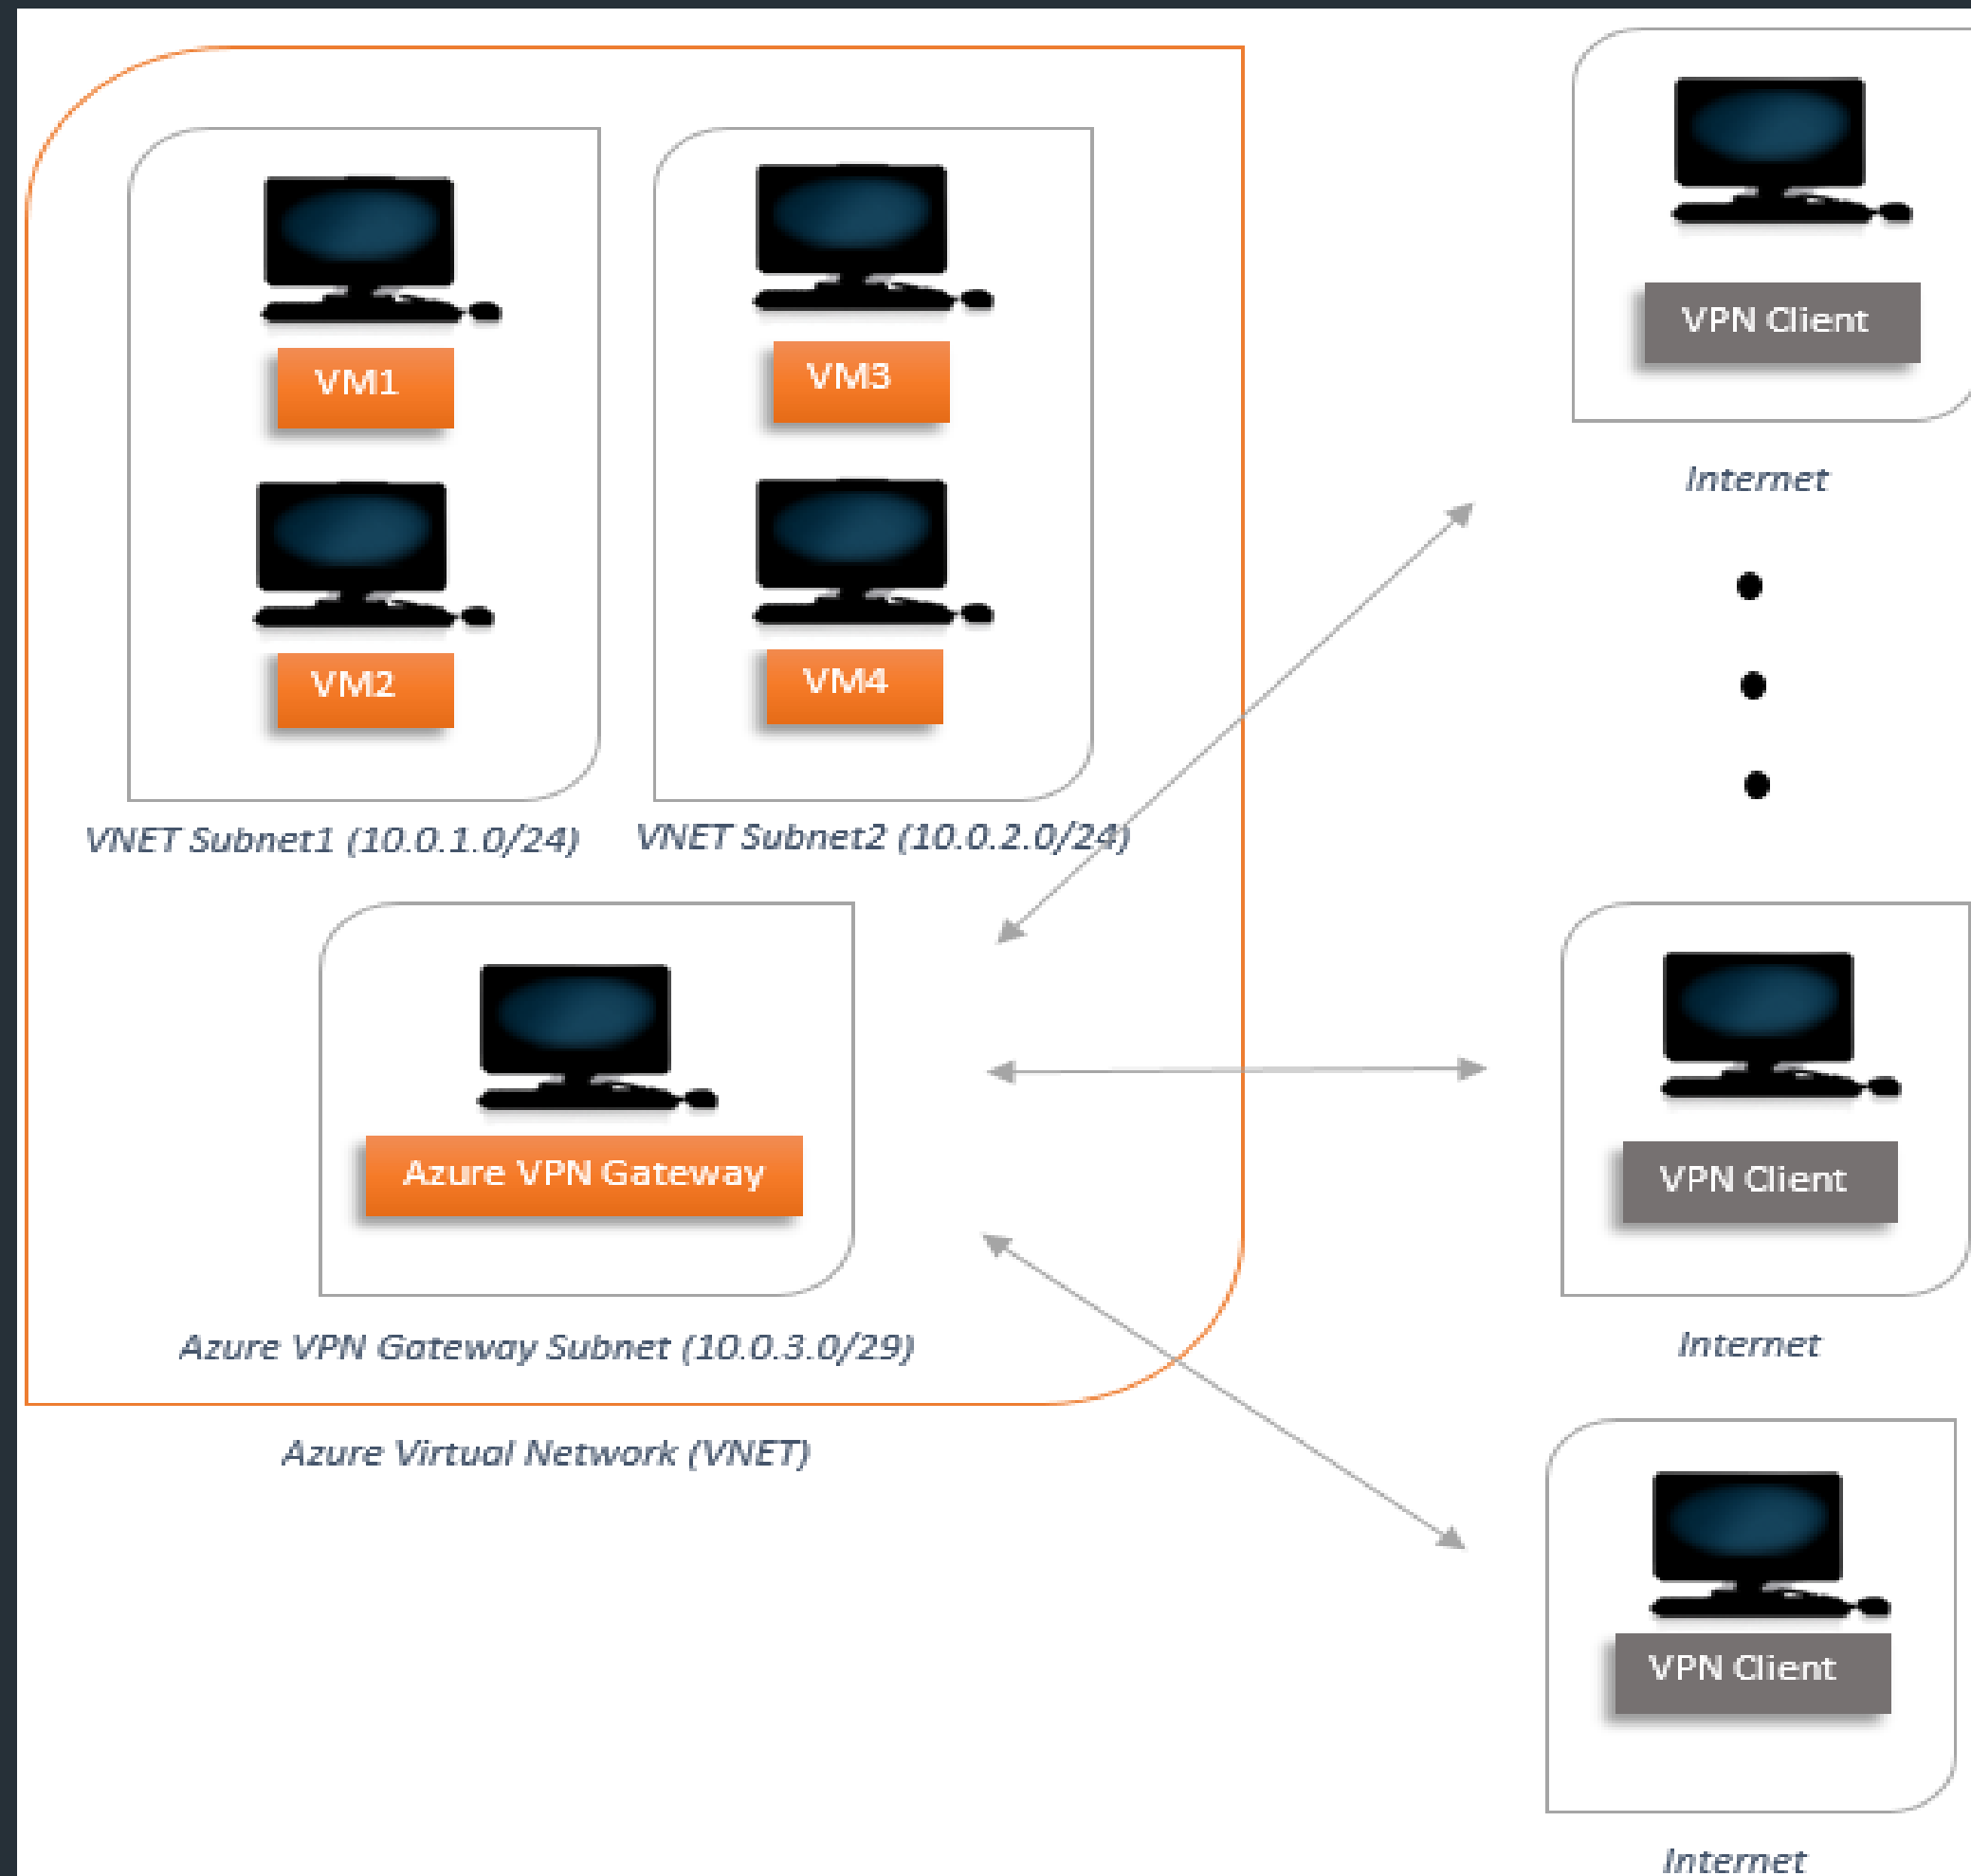 VM1
VM3
VM2
VM4
VNET Subnet1 (10.0.1.0/24)
VNET Subnet2 (10.0.2.0/24)
Azure VPN Gateway
Azure VPN Gateway Subnet (10.0.3.0/29)
Azure Virtual Network (VNET)
VPN Client
Internet
VPN Client
Internet
VPN Client
Internet